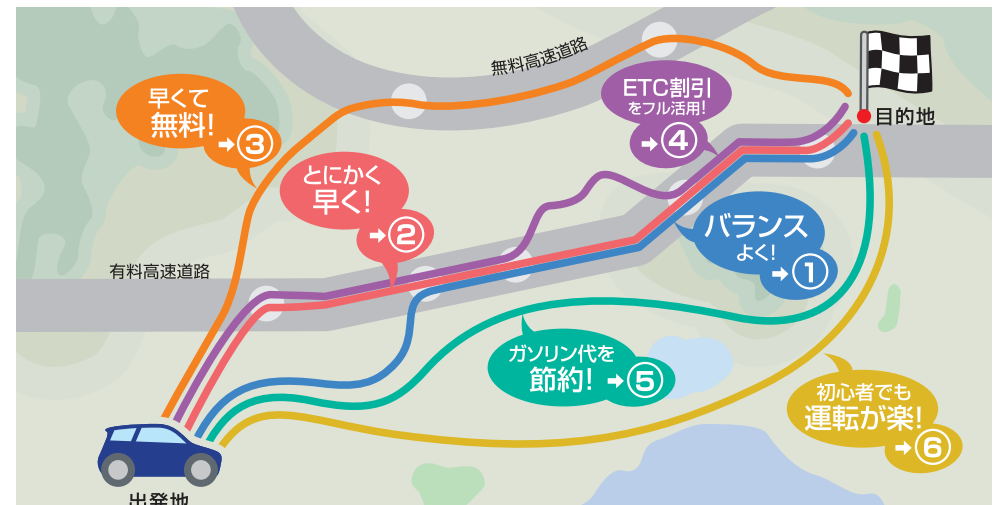 無料高速道路
ETC割引
をフル活用!
➡④
目的地
早くて
無料!
➡③
とにかく
早く!
➡②
バランス
よく!
➡①
有料高速道路
ガソリン代を
節約!
➡⑤
初心者でも
運転が楽!
➡⑥
出発地